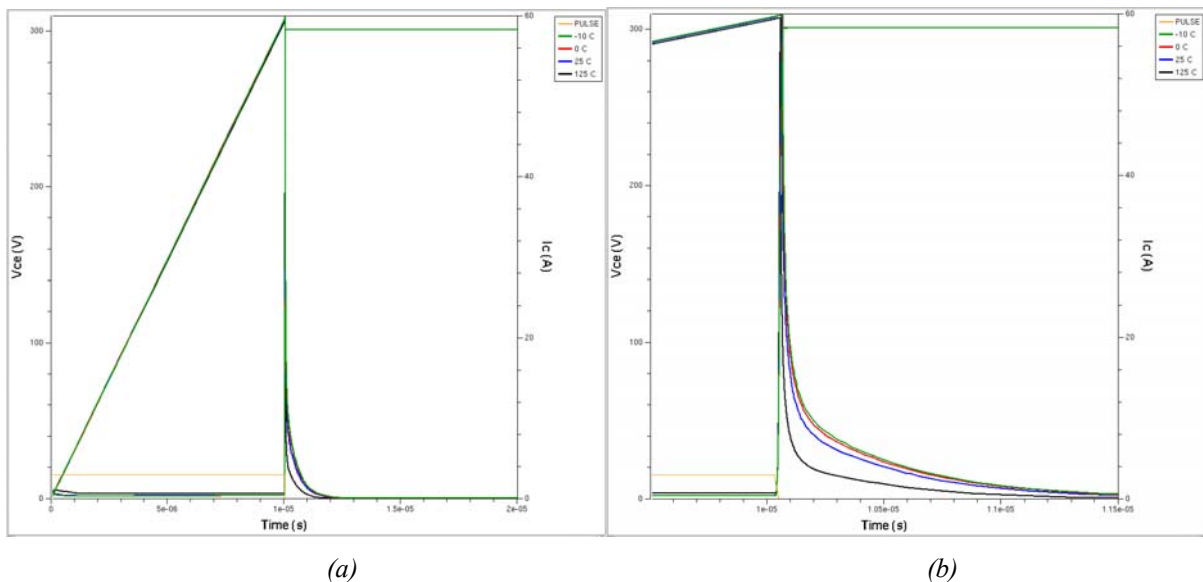 300
200
100
0
Vce (V)
5e-06
1e-05
1.5e-05
2e-05
Time (s)
60
40
20
0
Ic (A)
PULSE
-10 C
0 C
25 C
125 C
(a)
300
200
100
0
Vce (V)
1e-05
1.05e-05
1.1e-05
1.15e-05
Time (s)
60
40
20
0
Ic (A)
PULSE
-10 C
0 C
25 C
125 C
(b)